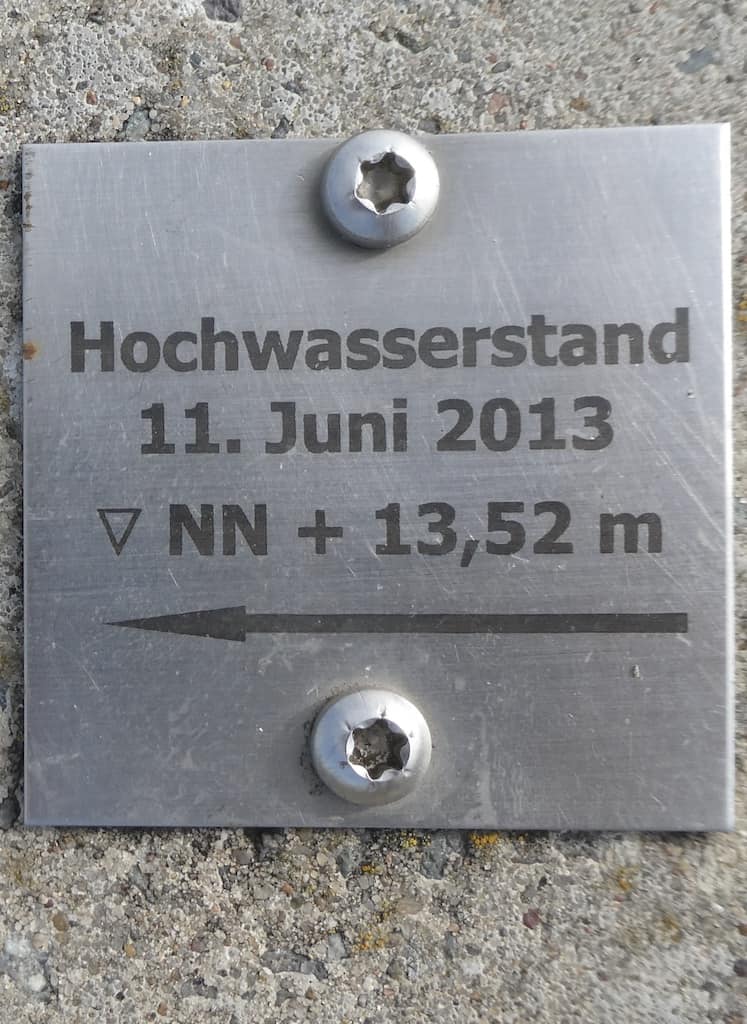 Hochwasserstand
11. Juni 2013
▽ NN + 13,52 m